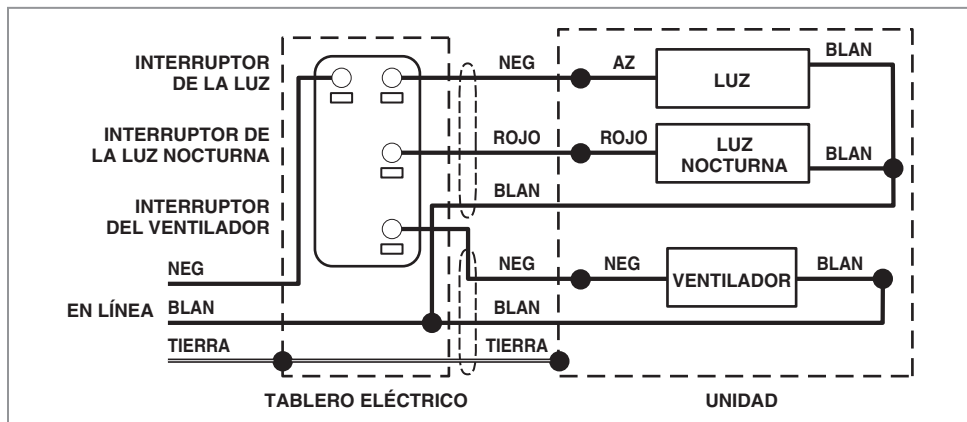 INTERRUPTOR
DE LA LUZ
NEG
AZ
LUZ
BLAN
INTERRUPTOR DE
LA LUZ NOCTURNA
ROJO
ROJO
LUZ
NOCTURNA
BLAN
BLAN
INTERRUPTOR
DEL VENTILADOR
NEG
NEG
NEG
VENTILADOR
BLAN
EN LÍNEA
BLAN
BLAN
TIERRA
TIERRA
TABLERO ELÉCTRICO
UNIDAD